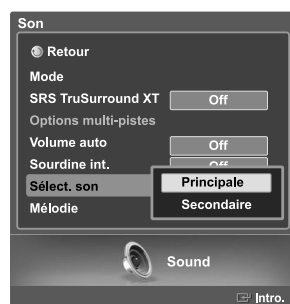 Son
Retour
Mode
SRS TruSurround XT Off
Options multi-pistes
Volume auto Off
Sourdine int. Off
Sélect. son Principale
Secondaire
Mélodie
Sound
Intro.